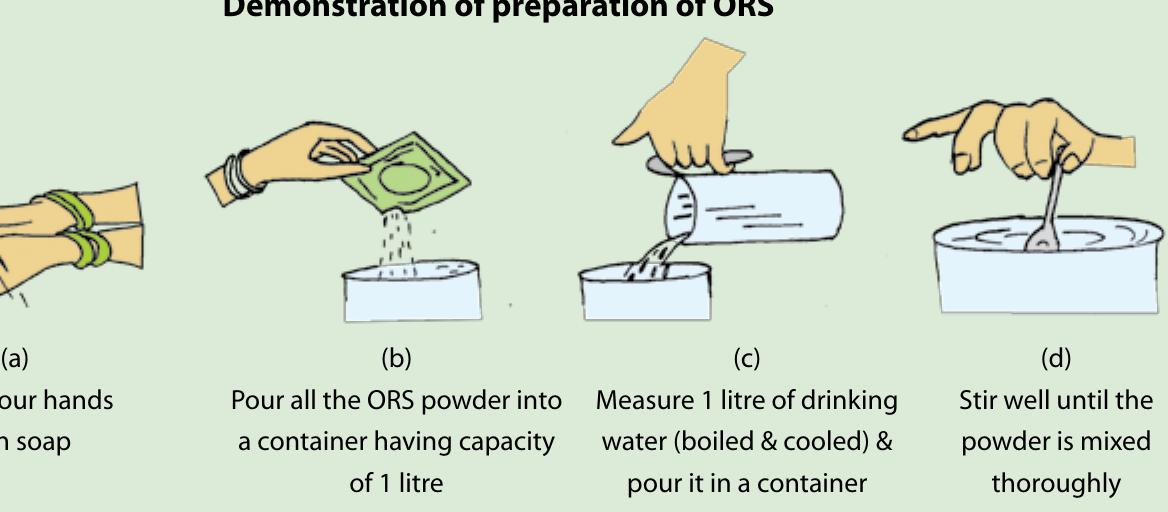 Demonstration of preparation of ORS
(a)
(b)
(c)
(d)
our hands
soap
Pour all the ORS powder into
a container having capacity
of 1 litre
Measure 1 litre of drinking
water (boiled & cooled) &
pour it in a container
Stir well until the
powder is mixed
thoroughly